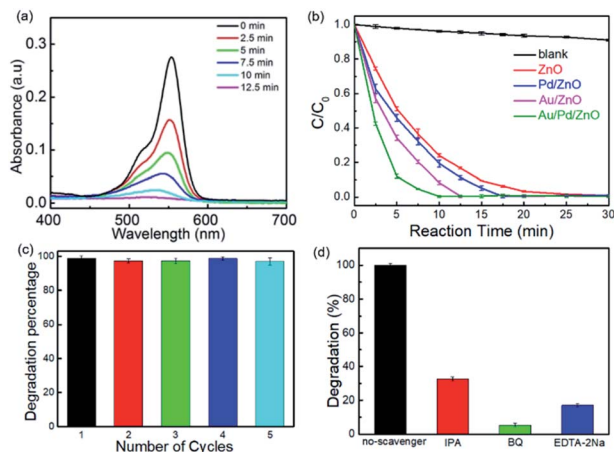 (a)
0 min
2.5 min
5 min
7.5 min
10 min
12.5 min
0.3
0.2
0.1
0.0
Absorbance (a.u)
400 500 600 700
Wavelength (nm)
(b)
blank
ZnO
Pd/ZnO
Au/ZnO
Au/Pd/ZnO
1.0
0.8
0.6
0.4
0.2
0.0
C/C0
0 5 10 15 20 25 30
Reaction Time (min)
(c)
100
80
60
40
20
0
Degradation percentage
1 2 3 4 5
Number of Cycles
(d)
100
80
60
40
20
0
Degradation (%)
no-scavenger IPA BQ EDTA-2Na